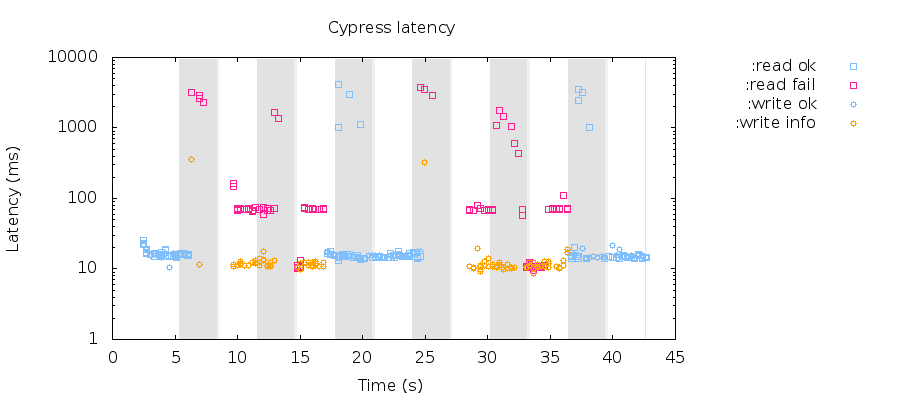 Cypress latency
10000
1000
100
10
1
Latency (ms)
0 5 10 15 20 25 30 35 40 45
Time (s)
:read ok
:read fail
:write ok
:write info